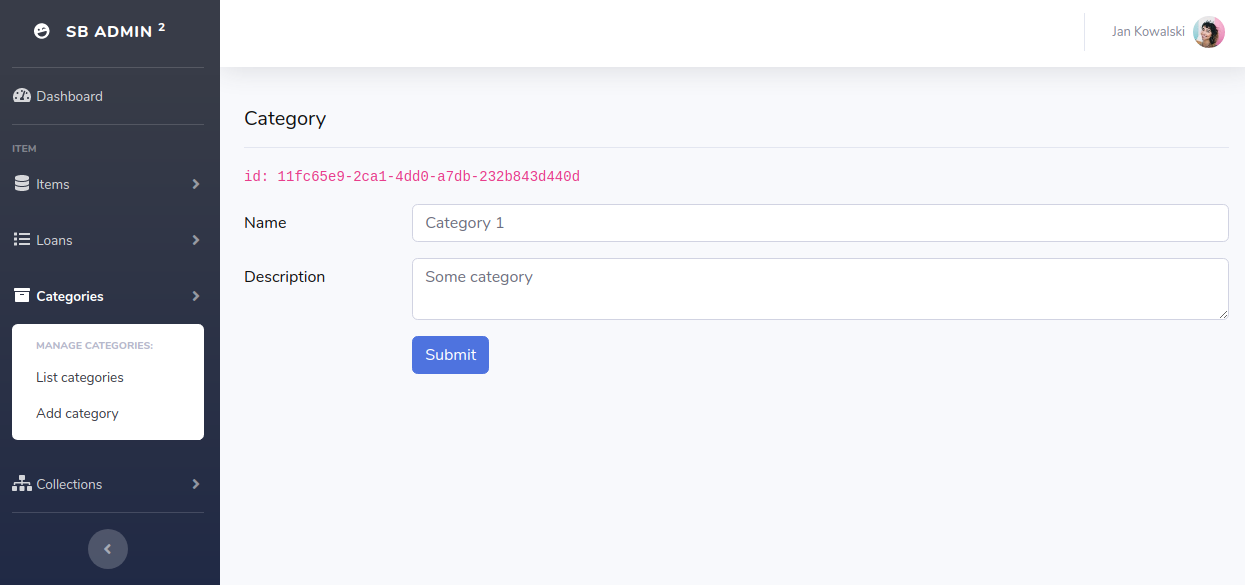 SB ADMIN 2
Jan Kowalski
Dashboard
ITEM
Items
Loans
Categories
MANAGE CATEGORIES:
List categories
Add category
Collections
Category
id: 11fc65e9-2ca1-4dd0-a7db-232b843d440d
Name
Category 1
Description
Some category
Submit